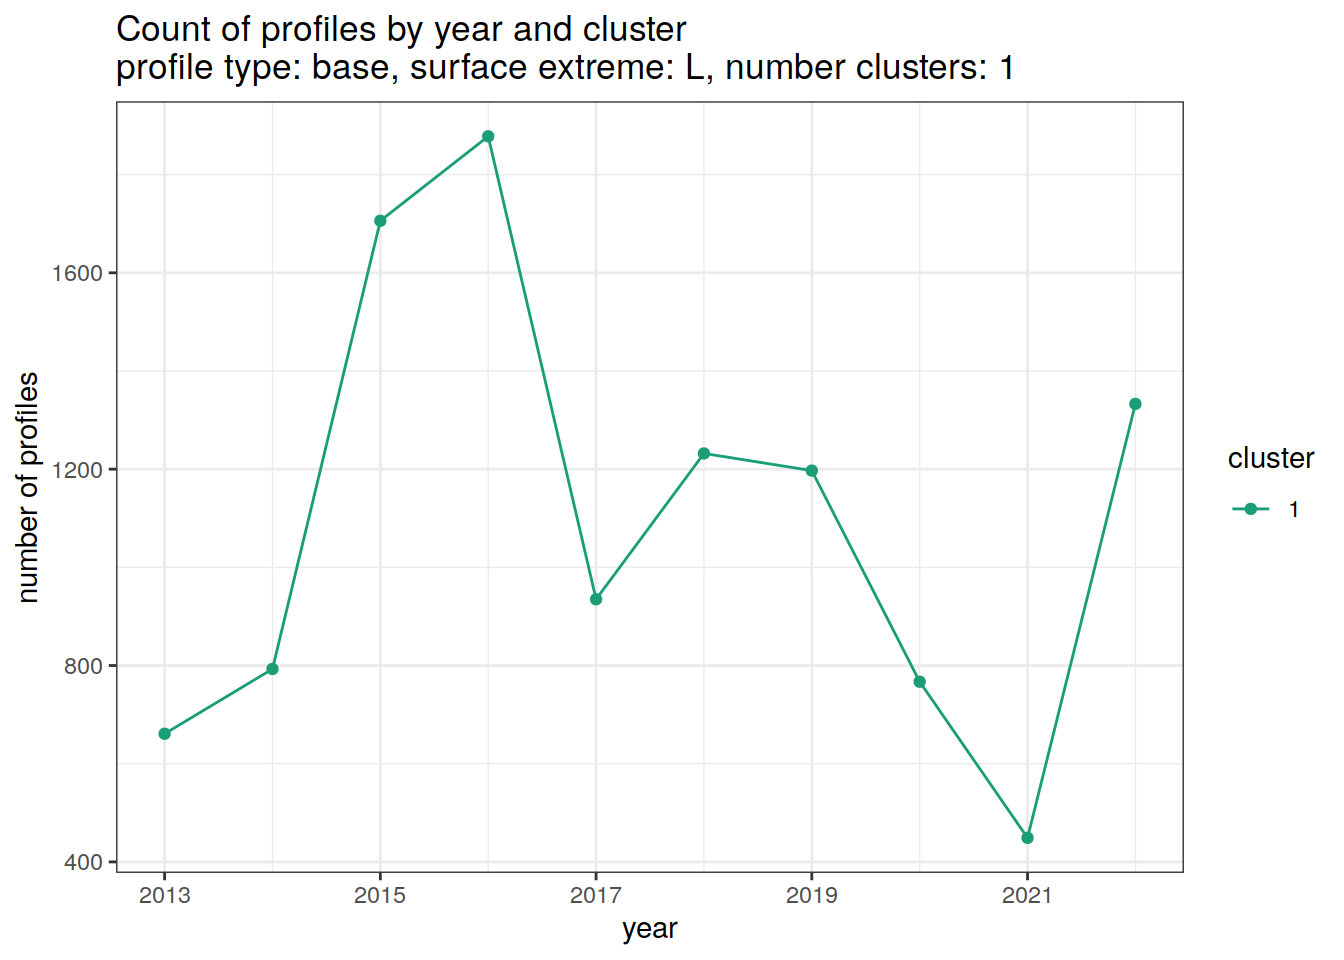 Count of profiles by year and cluster
profile type: base, surface extreme: L, number clusters: 1
number of profiles
1600
1200
800
400
2013 2015 2017 2019 2021
year
cluster
1